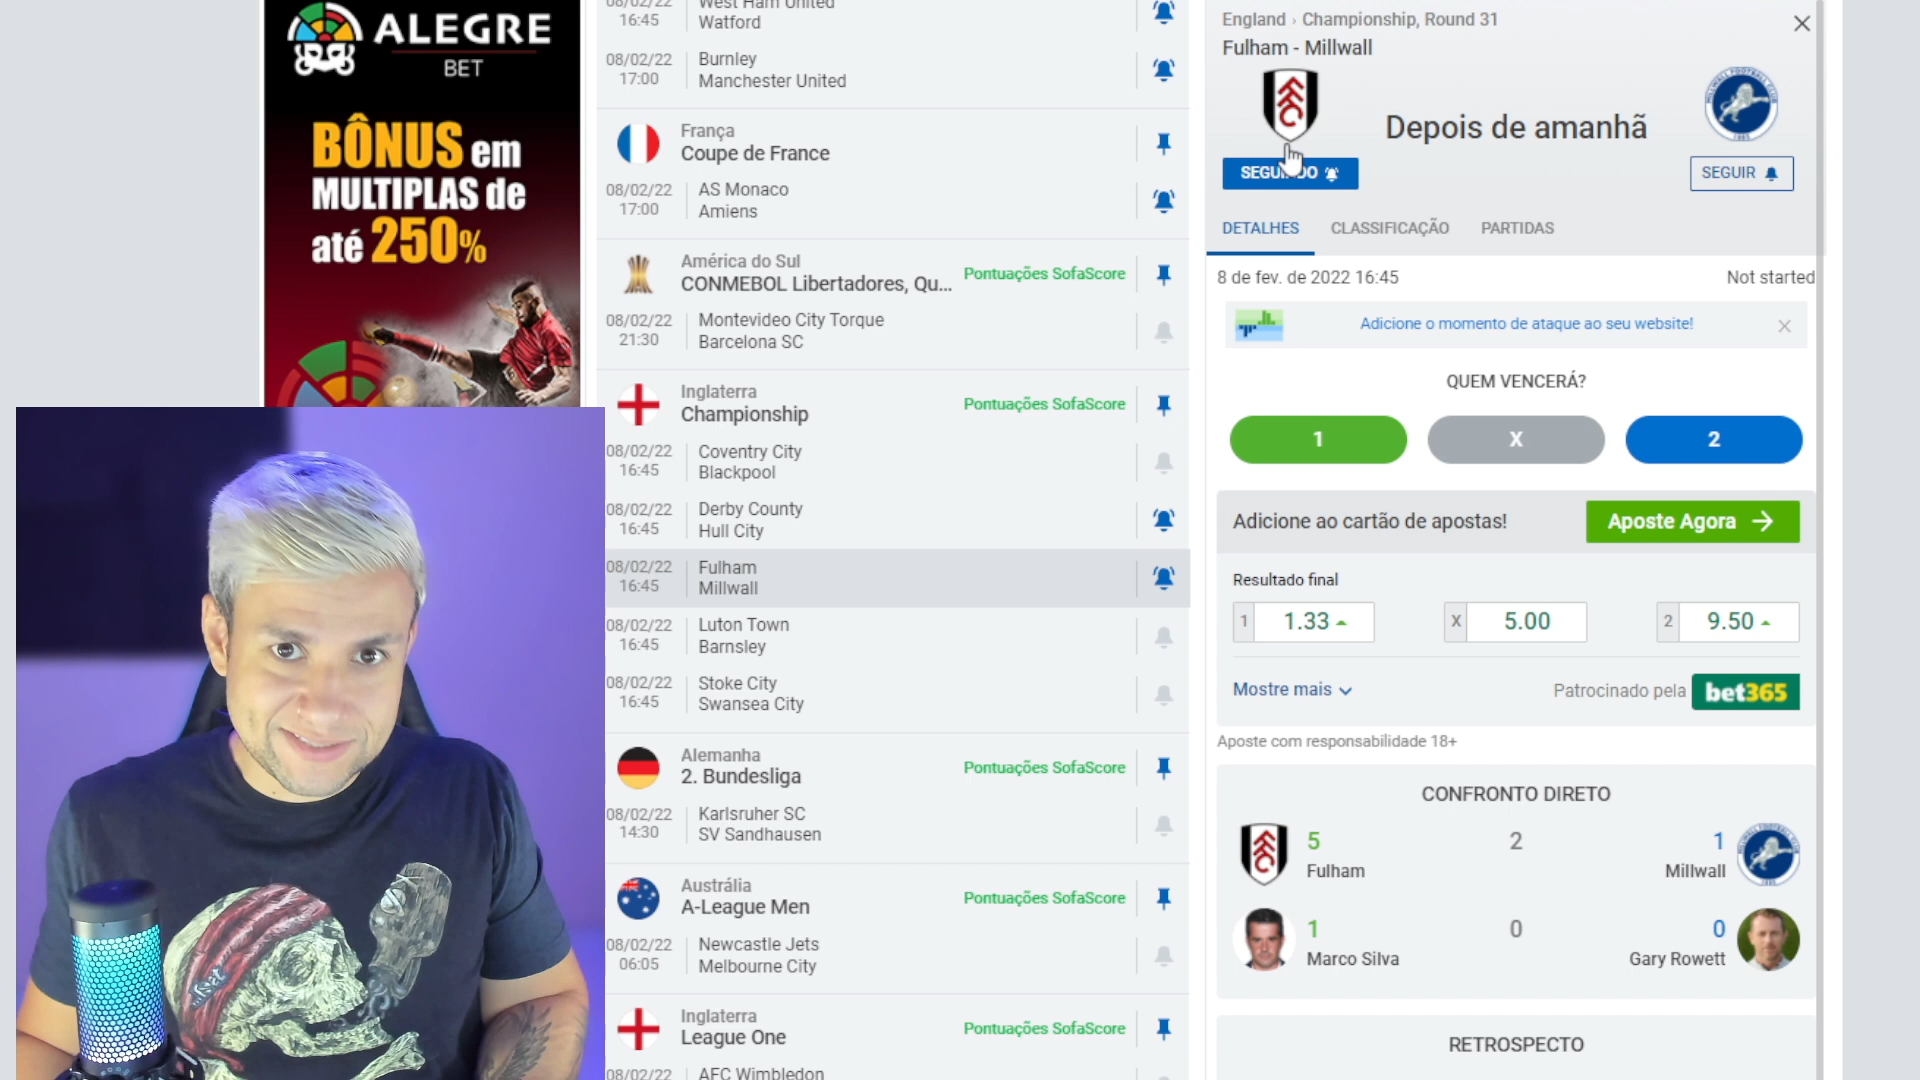 ALEGRE
BET
BÔNUS em
MULTIPLAS de
até 250%
08/02/22
West Ham United
16:45
Watford
08/02/22
Burnley
17:00
Manchester United
França
Coupe de France
08/02/22
AS Monaco
17:00
Amiens
América do Sul
CONMEBOL Libertadores, Qu...
Pontuações SofaScore
08/02/22
Montevideo City Torque
21:30
Barcelona SC
Inglaterra
Championship
Pontuações SofaScore
08/02/22
Coventry City
16:45
Blackpool
08/02/22
Derby County
16:45
Hull City
08/02/22
Fulham
16:45
Millwall
08/02/22
Luton Town
16:45
Barnsley
08/02/22
Stoke City
16:45
Swansea City
Alemanha
2. Bundesliga
Pontuações SofaScore
08/02/22
Karlsruher SC
14:30
SV Sandhausen
Austrália
A-League Men
Pontuações SofaScore
08/02/22
Newcastle Jets
06:05
Melbourne City
Inglaterra
League One
Pontuações SofaScore
08/02/22
AFC Wimbledon
England › Championship, Round 31
Fulham - Millwall
Depois de amanhã
SEGUINDO
SEGUIR
DETALHES CLASSIFICAÇÃO PARTIDAS
8 de fev. de 2022 16:45
Not started
Adicione o momento de ataque ao seu website!
QUEM VENCERÁ?
1 X 2
Adicione ao cartão de apostas!
Aposte Agora
Resultado final
1 1.33 X 5.00 2 9.50
Mostre mais
Patrocinado pela bet365
Aposte com responsabilidade 18+
CONFRONTO DIRETO
5 2 1
Fulham Millwall
1 0 0
Marco Silva Gary Rowett
RETROSPECTO